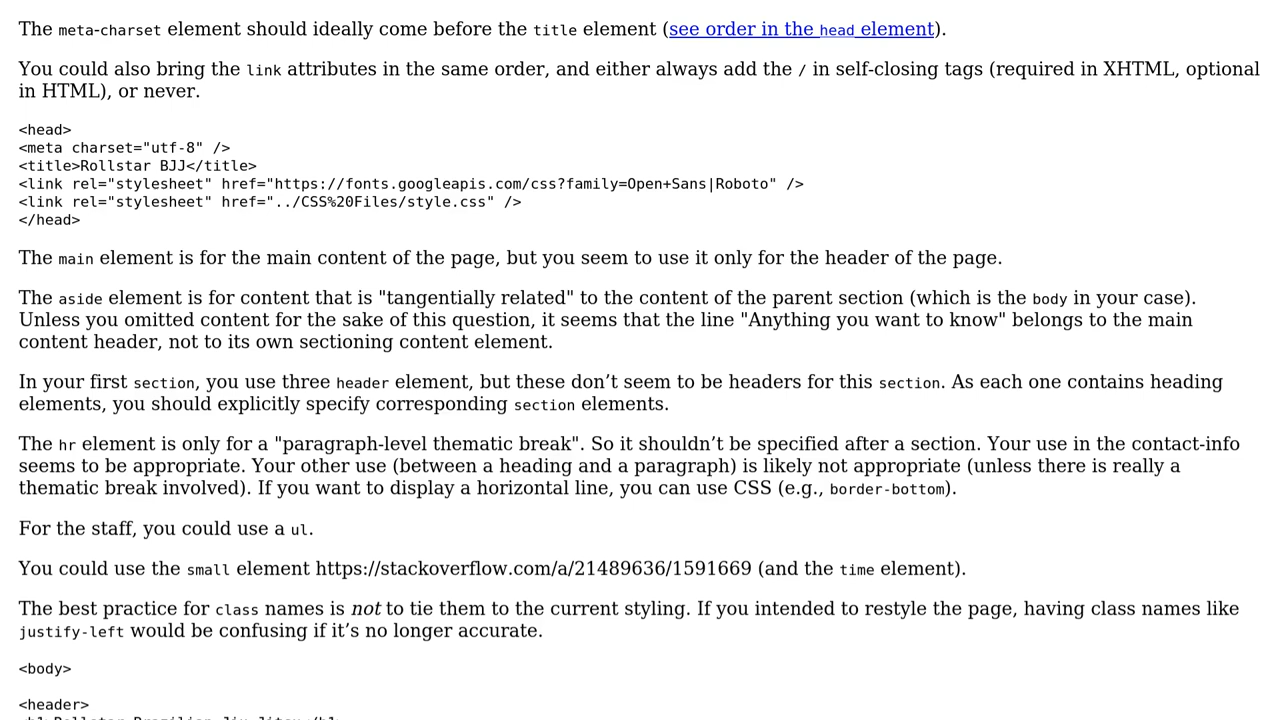 The meta-charset element should ideally come before the title element (see order in the head element).
You could also bring the link attributes in the same order, and either always add the / in self-closing tags (required in XHTML, optional
in HTML), or never.
<head>
<meta charset="utf-8" />
<title>Rollstar BJJ</title>
<link rel="stylesheet" href="https://fonts.googleapis.com/css?family=Open+Sans|Roboto" />
<link rel="stylesheet" href="../CSS%20Files/style.css" />
</head>
The main element is for the main content of the page, but you seem to use it only for the header of the page.
The aside element is for content that is "tangentially related" to the content of the parent section (which is the body in your case).
Unless you omitted content for the sake of this question, it seems that the line "Anything you want to know" belongs to the main
content header, not to its own sectioning content element.
In your first section, you use three header element, but these don’t seem to be headers for this section. As each one contains heading
elements, you should explicitly specify corresponding section elements.
The hr element is only for a "paragraph-level thematic break". So it shouldn’t be specified after a section. Your use in the contact-info
seems to be appropriate. Your other use (between a heading and a paragraph) is likely not appropriate (unless there is really a
thematic break involved). If you want to display a horizontal line, you can use CSS (e.g., border-bottom).
For the staff, you could use a ul.
You could use the small element https://stackoverflow.com/a/21489636/1591669 (and the time element).
The best practice for class names is not to tie them to the current styling. If you intended to restyle the page, having class names like
justify-left would be confusing if it’s no longer accurate.
<body>
<header>